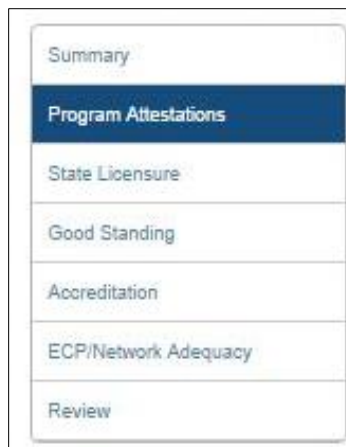 Summary
Program Attestations
State Licensure
Good Standing
Accreditation
ECP/Network Adequacy
Review